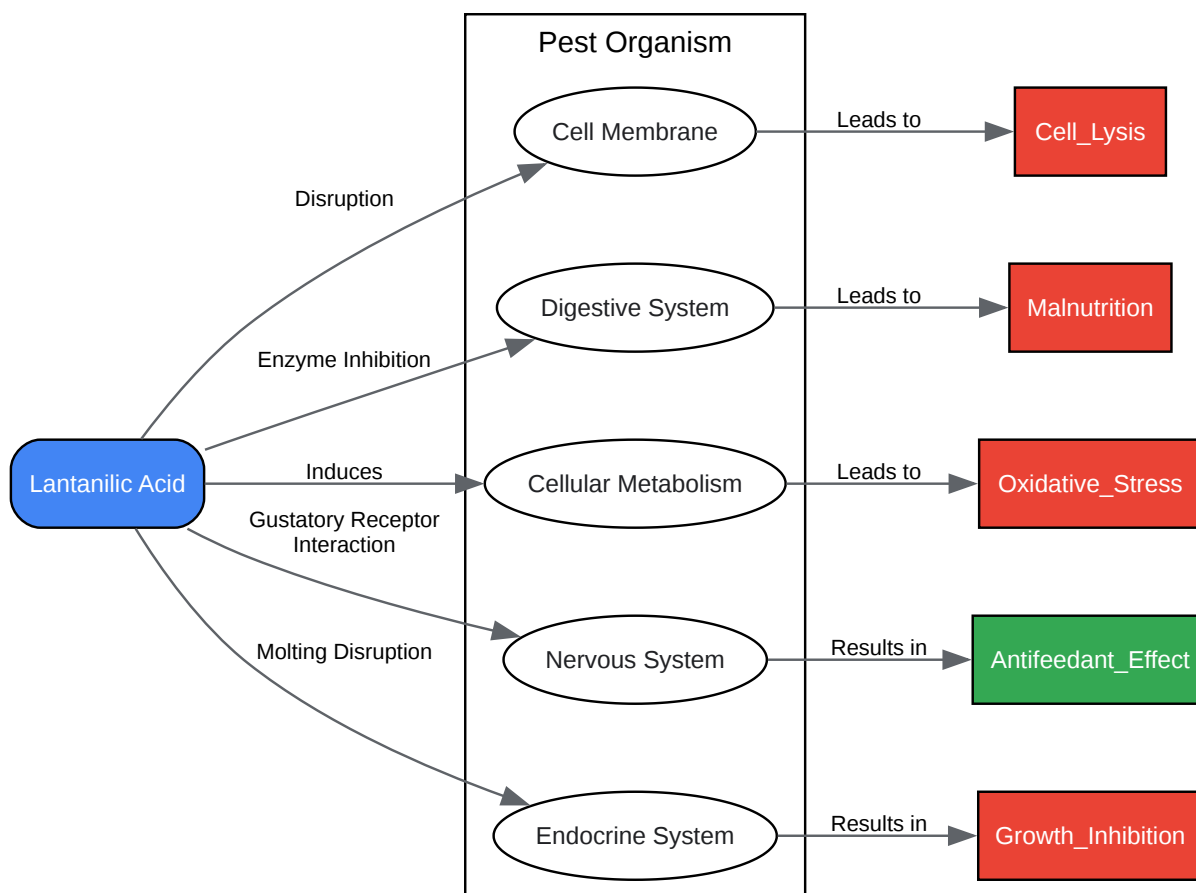 Pest Organism
Cell Membrane
Leads to
Cell_Lysis
Disruption
Digestive System
Leads to
Malnutrition
Enzyme Inhibition
Lantanilic Acid
Induces
Cellular Metabolism
Leads to
Oxidative_Stress
Gustatory Receptor
Interaction
Nervous System
Results in
Antifeedant_Effect
Molting Disruption
Endocrine System
Results in
Growth_Inhibition